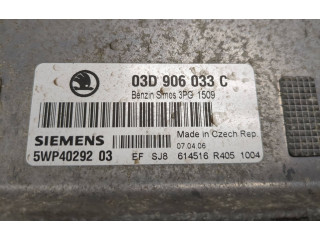 03D 906 033 C
Benzin Simos 3PG 1509
SIEMENS
Made in Czech Rep.
07.04.06
5WP40292 03
EF SJ8 614516 R405 1004